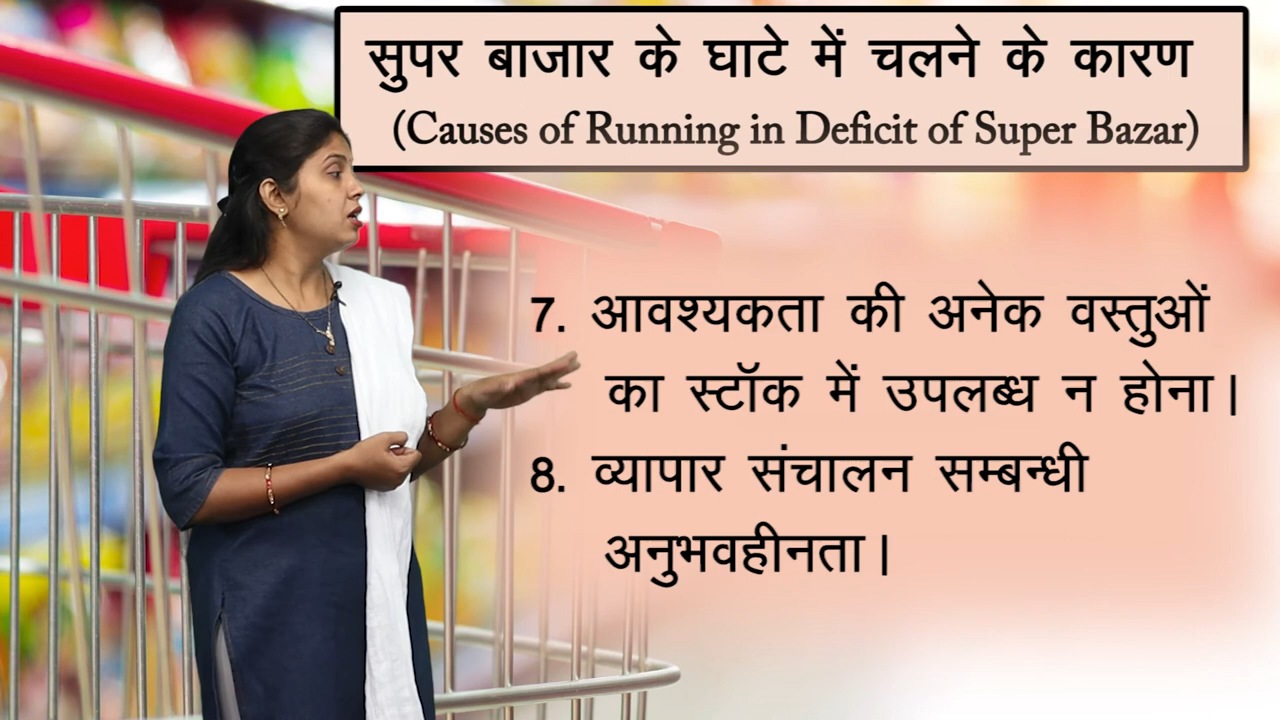 सुपर बाजार के घाटे में चलने के कारण
(Causes of Running in Deficit of Super Bazar)
7. आवश्यकता की अनेक वस्तुओं
का स्टॉक में उपलब्ध न होना।
8. व्यापार संचालन सम्बन्धी
अनुभवहीनता।